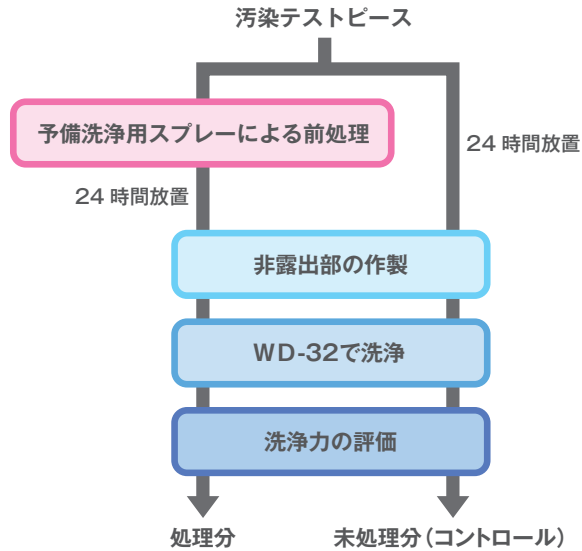 汚染テストピース
予備洗浄用スプレーによる前処理
24 時間放置
24 時間放置
非露出部の作製
WD-32で洗浄
洗浄力の評価
処理分
未処理分(コントロール)